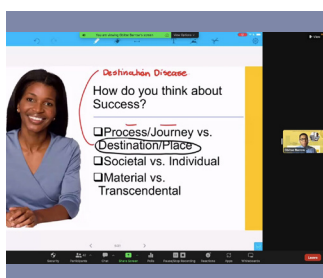 Destination Disease
How do you think about
Success?
Process/Journey vs.
Destination/Place
Societal vs. Individual
Material vs.
Transcendental